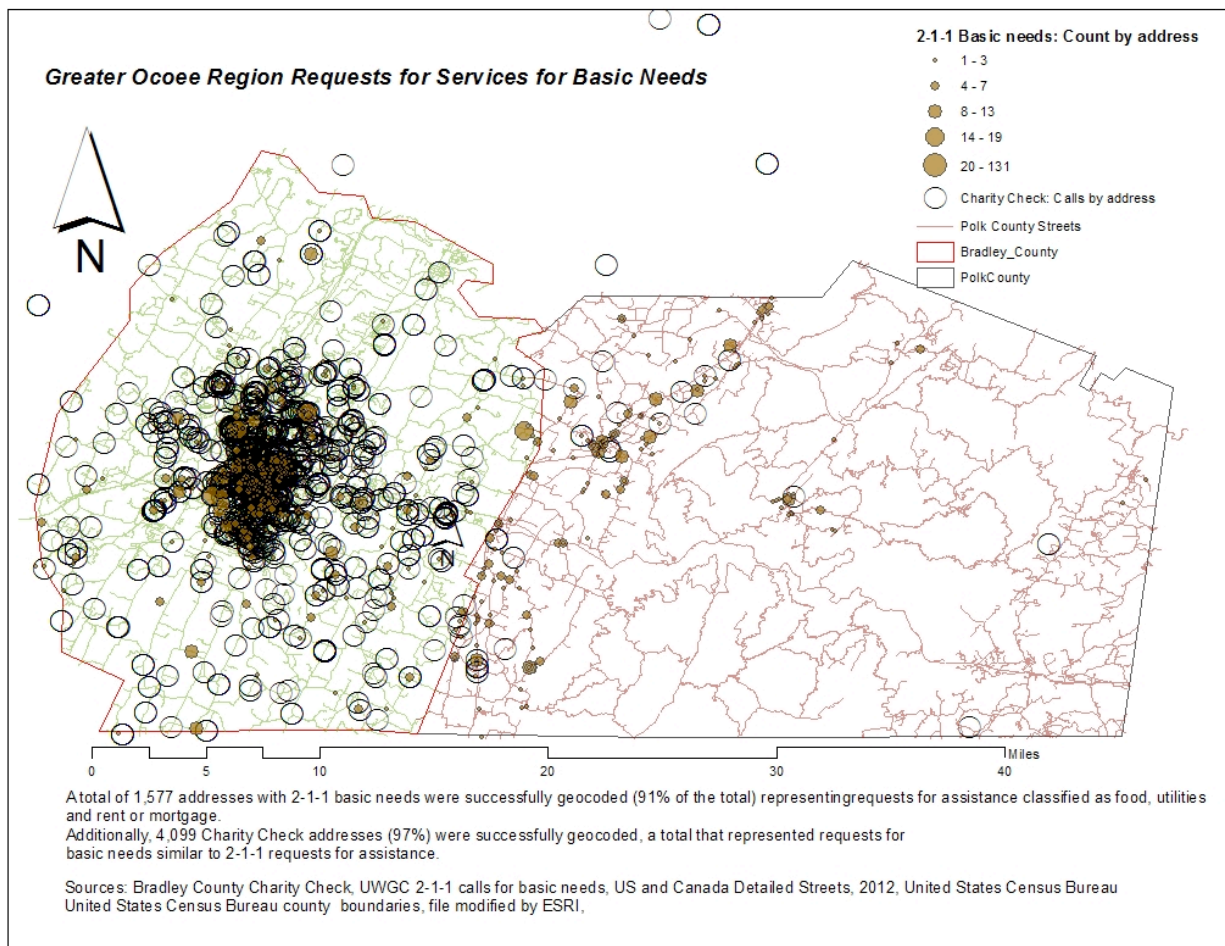 Greater Ocoee Region Requests for Services for Basic Needs
2-1-1 Basic needs: Count by address
1 - 3
4 - 7
8 - 13
14 - 19
20 - 131
Charity Check: Calls by address
Polk County Streets
Bradley_County
PolkCounty
N
N
Miles
0 5 10 20 30 40
A total of 1,577 addresses with 2-1-1 basic needs were successfully geocoded (91% of the total) representingrequests for assistance classified as food, utilities
and rent or mortgage.
Additionally, 4,099 Charity Check addresses (97%) were successfully geocoded, a total that represented requests for
basic needs similar to 2-1-1 requests for assistance.
Sources: Bradley County Charity Check, UWGC 2-1-1 calls for basic needs, US and Canada Detailed Streets, 2012, United States Census Bureau
United States Census Bureau county boundaries, file modified by ESRI,